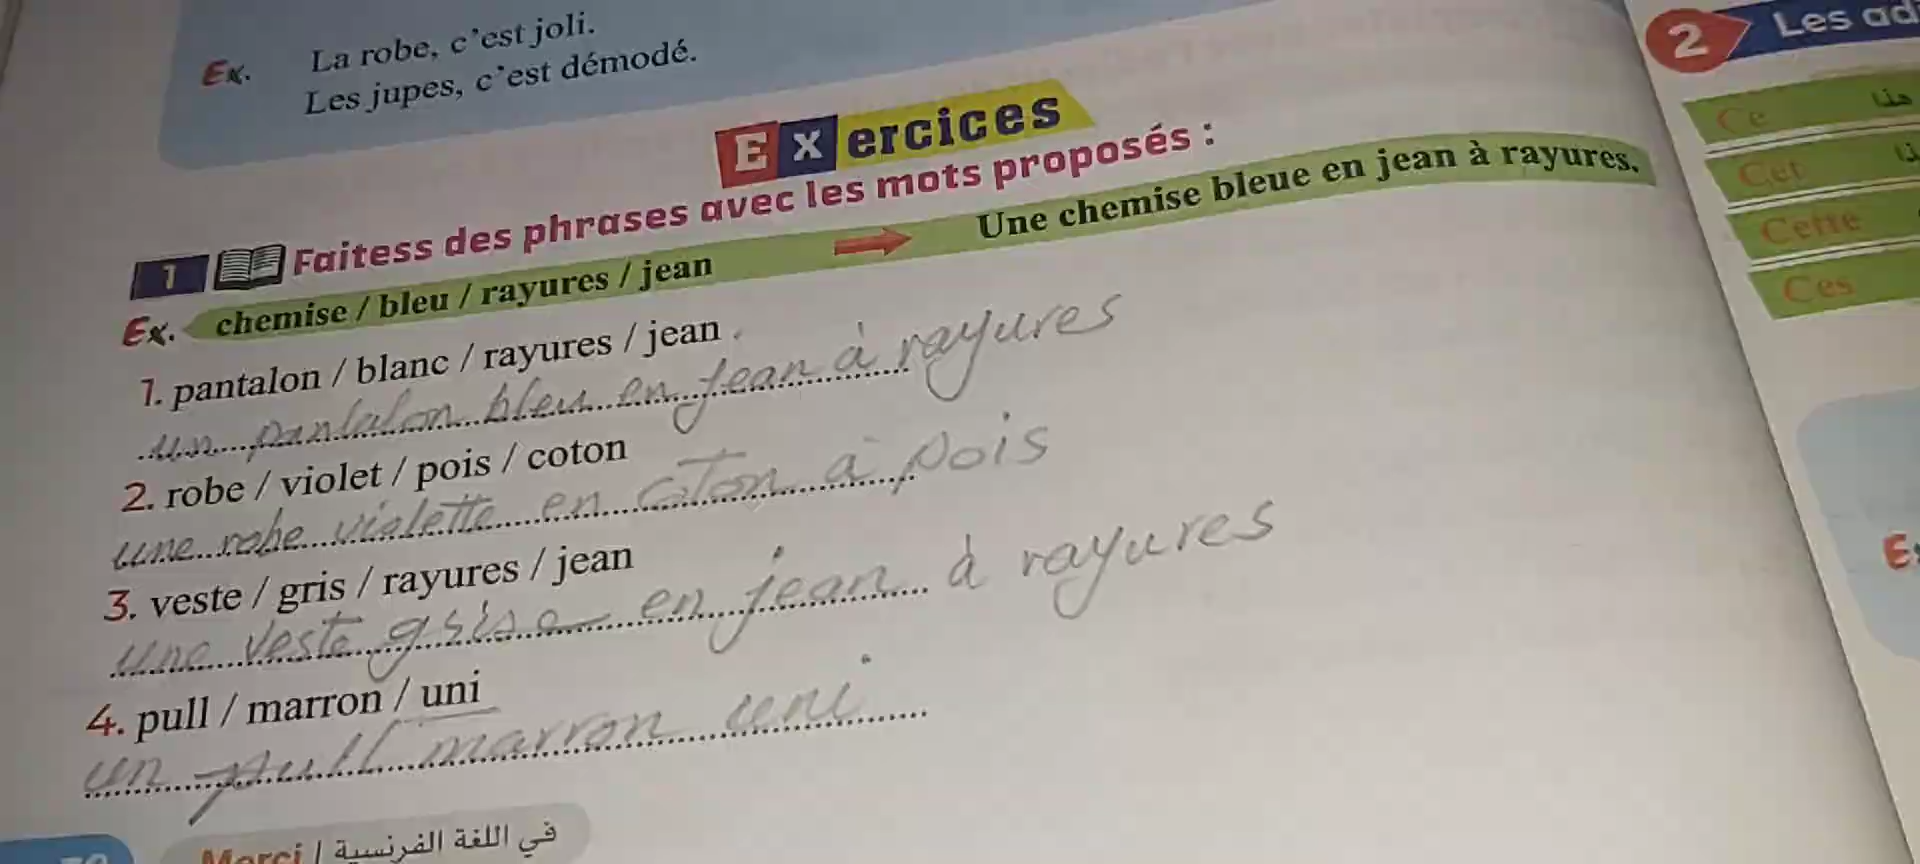 Ex. La robe, c'est joli.
Les jupes, c'est démodé.
Exercices
1 Faitess des phrases avec les mots proposés :
Ex. chemise / bleu / rayures / jean Une chemise bleue en jean à rayures.
1. pantalon / blanc / rayures / jean
un pantalon bleu en jean à rayures
2. robe / violet / pois / coton
une robe violette en coton à pois
3. veste / gris / rayures / jean
une veste grise en jean à rayures
4. pull / marron / uni
un pull marron uni
Merci / في اللغة الفرنسية
2 Les ad
Ce هذا
Cet
Cette
Ces